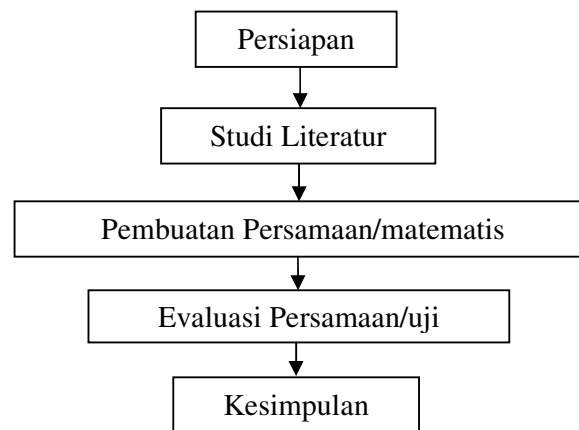 Persiapan
Studi Literatur
Pembuatan Persamaan/matematis
Evaluasi Persamaan/uji
Kesimpulan